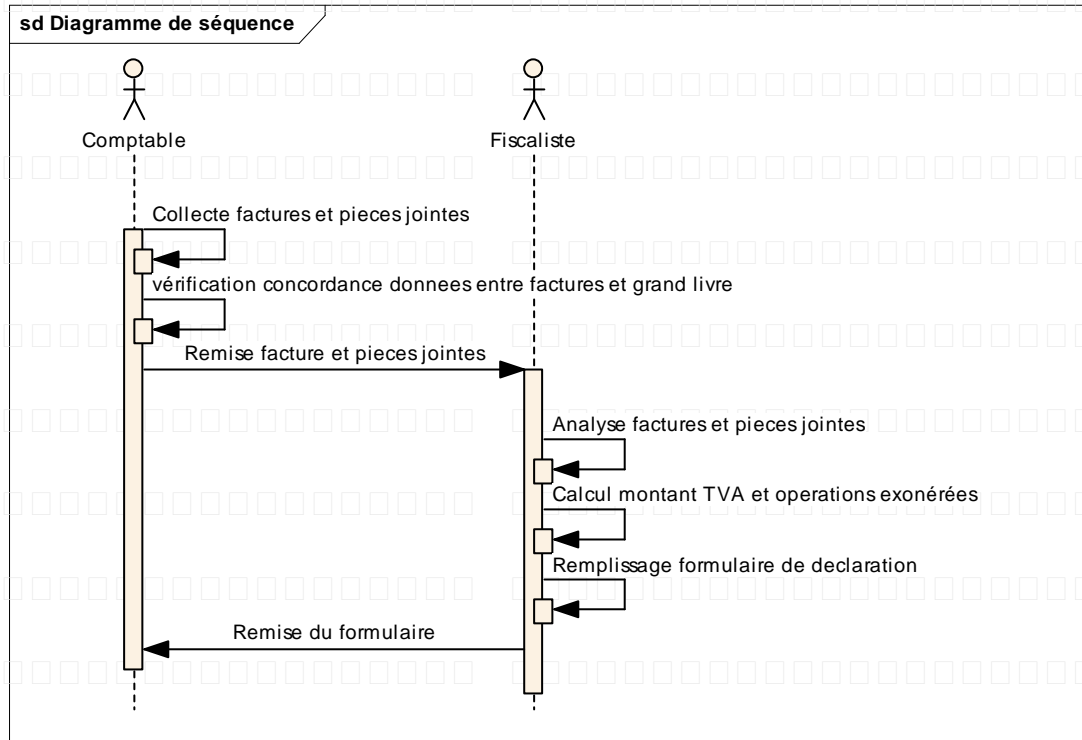 sd Diagramme de séquence
Comptable
Fiscaliste
Collecte factures et pieces jointes
vérification concordance donnees entre factures et grand livre
Remise facture et pieces jointes
Analyse factures et pieces jointes
Calcul montant TVA et operations exonérées
Remplissage formulaire de declaration
Remise du formulaire